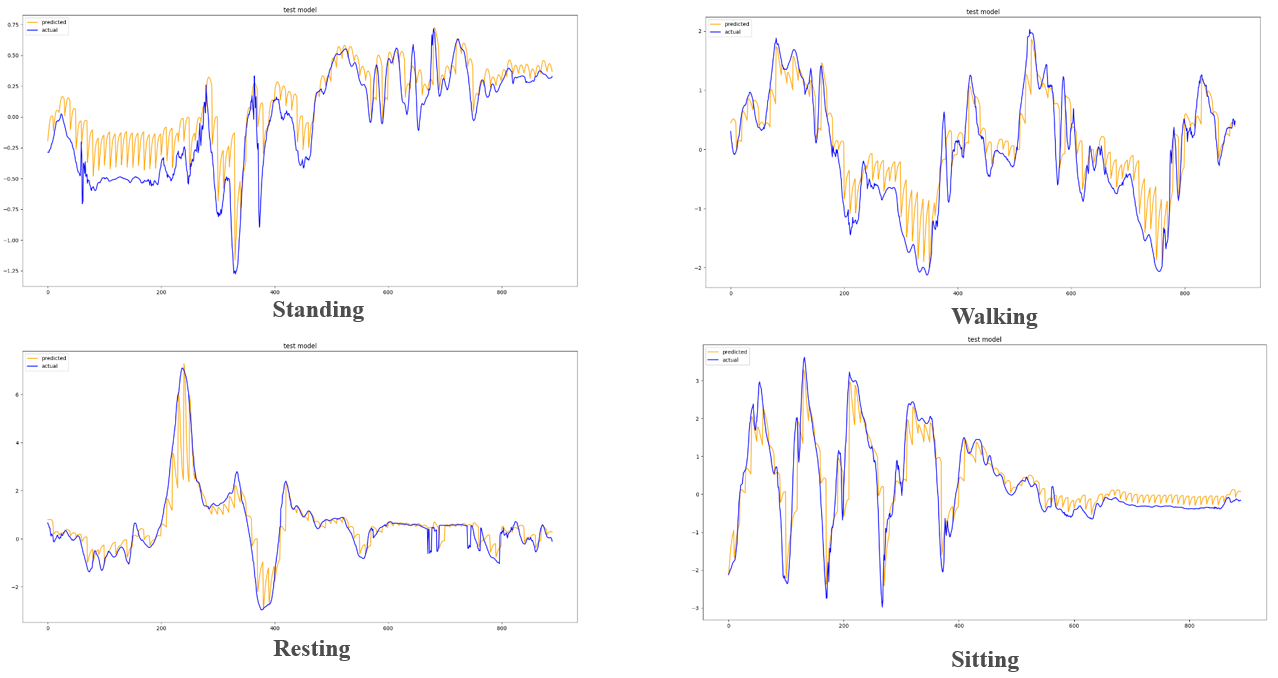 test model
predicted
actual
0.75
0.50
0.25
0.00
−0.25
−0.50
−0.75
−1.00
−1.25
0 200 400 600 800
Standing
test model
predicted
actual
2
1
0
−1
−2
0 200 400 600 800
Walking
test model
predicted
actual
6
4
2
0
−2
0 200 400 600 800
Resting
test model
predicted
actual
3
2
1
0
−1
−2
−3
0 200 400 600 800
Sitting